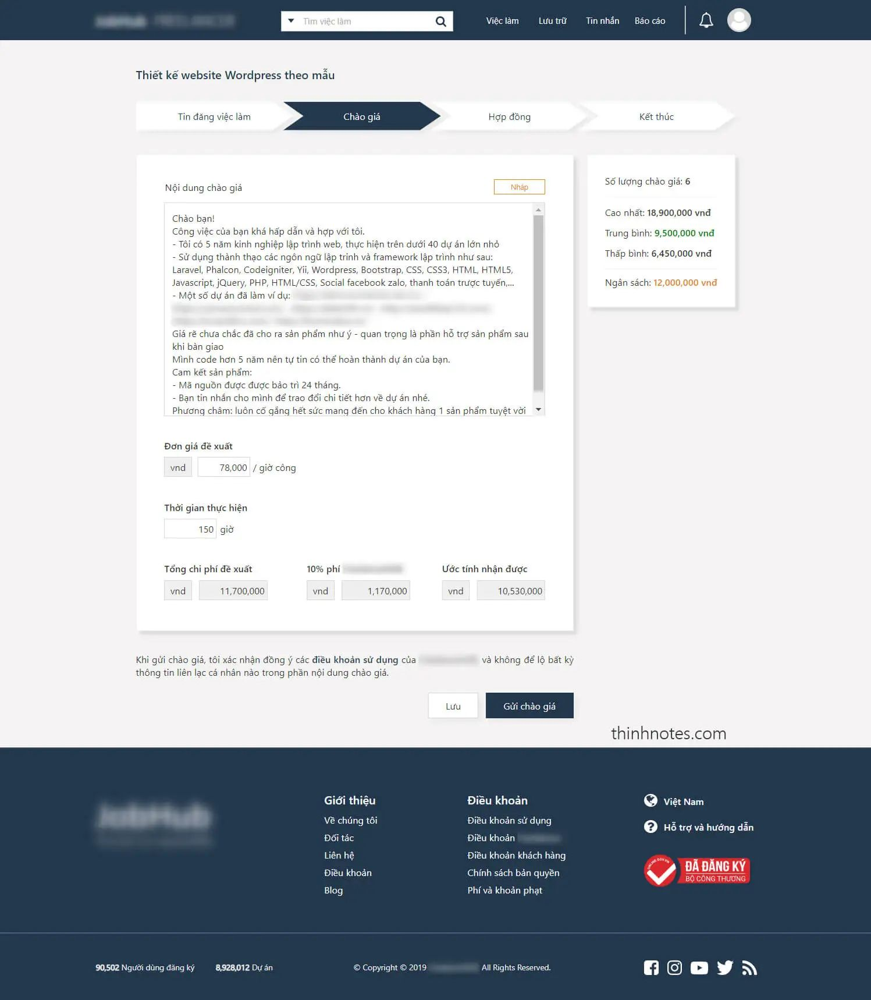 Tìm việc làm
Việc làm
Lưu trữ
Tin nhắn
Báo cáo
Thiết kế website Wordpress theo mẫu
Tin đăng việc làm
Chào giá
Hợp đồng
Kết thúc
Nội dung chào giá
Nháp
Chào bạn!
Công việc của bạn khá hấp dẫn và hợp với tôi.
- Tôi có 5 năm kinh nghiệp lập trình web, thực hiện trên dưới 40 dự án lớn nhỏ
- Sử dụng thành thạo các ngôn ngữ lập trinh và framework lập trình như sau:
Laravel, Phalcon, Codeigniter, Yii, Wordpress, Bootstrap, CSS, CSS3, HTML, HTML5,
Javascript, jQuery, PHP, HTML/CSS, Social facebook zalo, thanh toán trược tuyến,...
- Một số dự án đã làm ví dụ:
Giá rẽ chưa chắc đã cho ra sản phẩm như ý - quan trọng là phần hỗ trợ sản phẩm sau
khi bàn giao
Mình code hơn 5 năm nên tự tin có thể hoàn thành dự án của bạn.
Cam kết sản phẩm:
- Mã nguồn được được bảo trì 24 tháng.
- Bạn tin nhắn cho mình để trao đổi chi tiết hơn về dự án nhé.
Phương châm: luôn cố gắng hết sức mang đến cho khách hàng 1 sản phẩm tuyệt vời
Số lượng chào giá: 6
Cao nhất: 18,900,000 vnđ
Trung bình: 9,500,000 vnđ
Thấp bình: 6,450,000 vnđ
Ngân sách: 12,000,000 vnđ
Đơn giá đề xuất
vnd 78,000 / giờ công
Thời gian thực hiện
150 giờ
Tổng chi phí đề xuất
10% phí
Ước tính nhận được
vnd 11,700,000
vnd 1,170,000
vnd 10,530,000
Khi gửi chào giá, tôi xác nhận đồng ý các điều khoản sử dụng của và không để lộ bất kỳ
thông tin liên lạc cá nhân nào trong phần nội dung chào giá.
Lưu
Gửi chào giá
thinhnotes.com
JobHub
Giới thiệu
Về chúng tôi
Đối tác
Liên hệ
Điều khoản
Blog
Điều khoản
Điều khoản sử dụng
Điều khoản
Điều khoản khách hàng
Chính sách bản quyền
Phí và khoản phạt
Việt Nam
Hỗ trợ và hướng dẫn
ONLINE.GOV.VN
ĐÃ ĐĂNG KÝ
BỘ CÔNG THƯƠNG
90,502 Người dùng đăng ký
8,928,012 Dự án
© Copyright © 2019 All Rights Reserved.